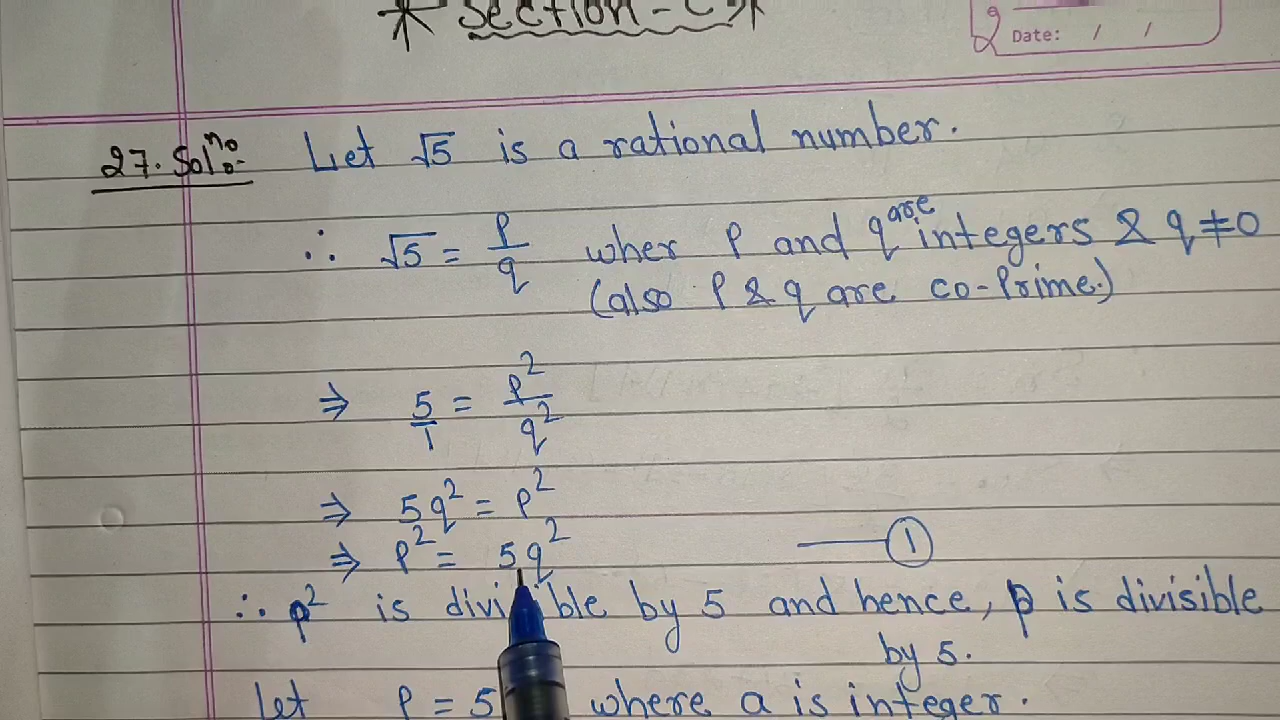 * Section-C *
Date: / /
27. Solno:- Let √5 is a rational number.
∴ √5 = p/q wher p and q are integers & q ≠ 0
(also p & q are co-Prime.)
⇒ 5/1 = p²/q²
⇒ 5q² = p²
⇒ p² = 5q² —— ①
∴ p² is divisible by 5 and hence, p is divisible
by 5.
Let p = 5 where a is integer.